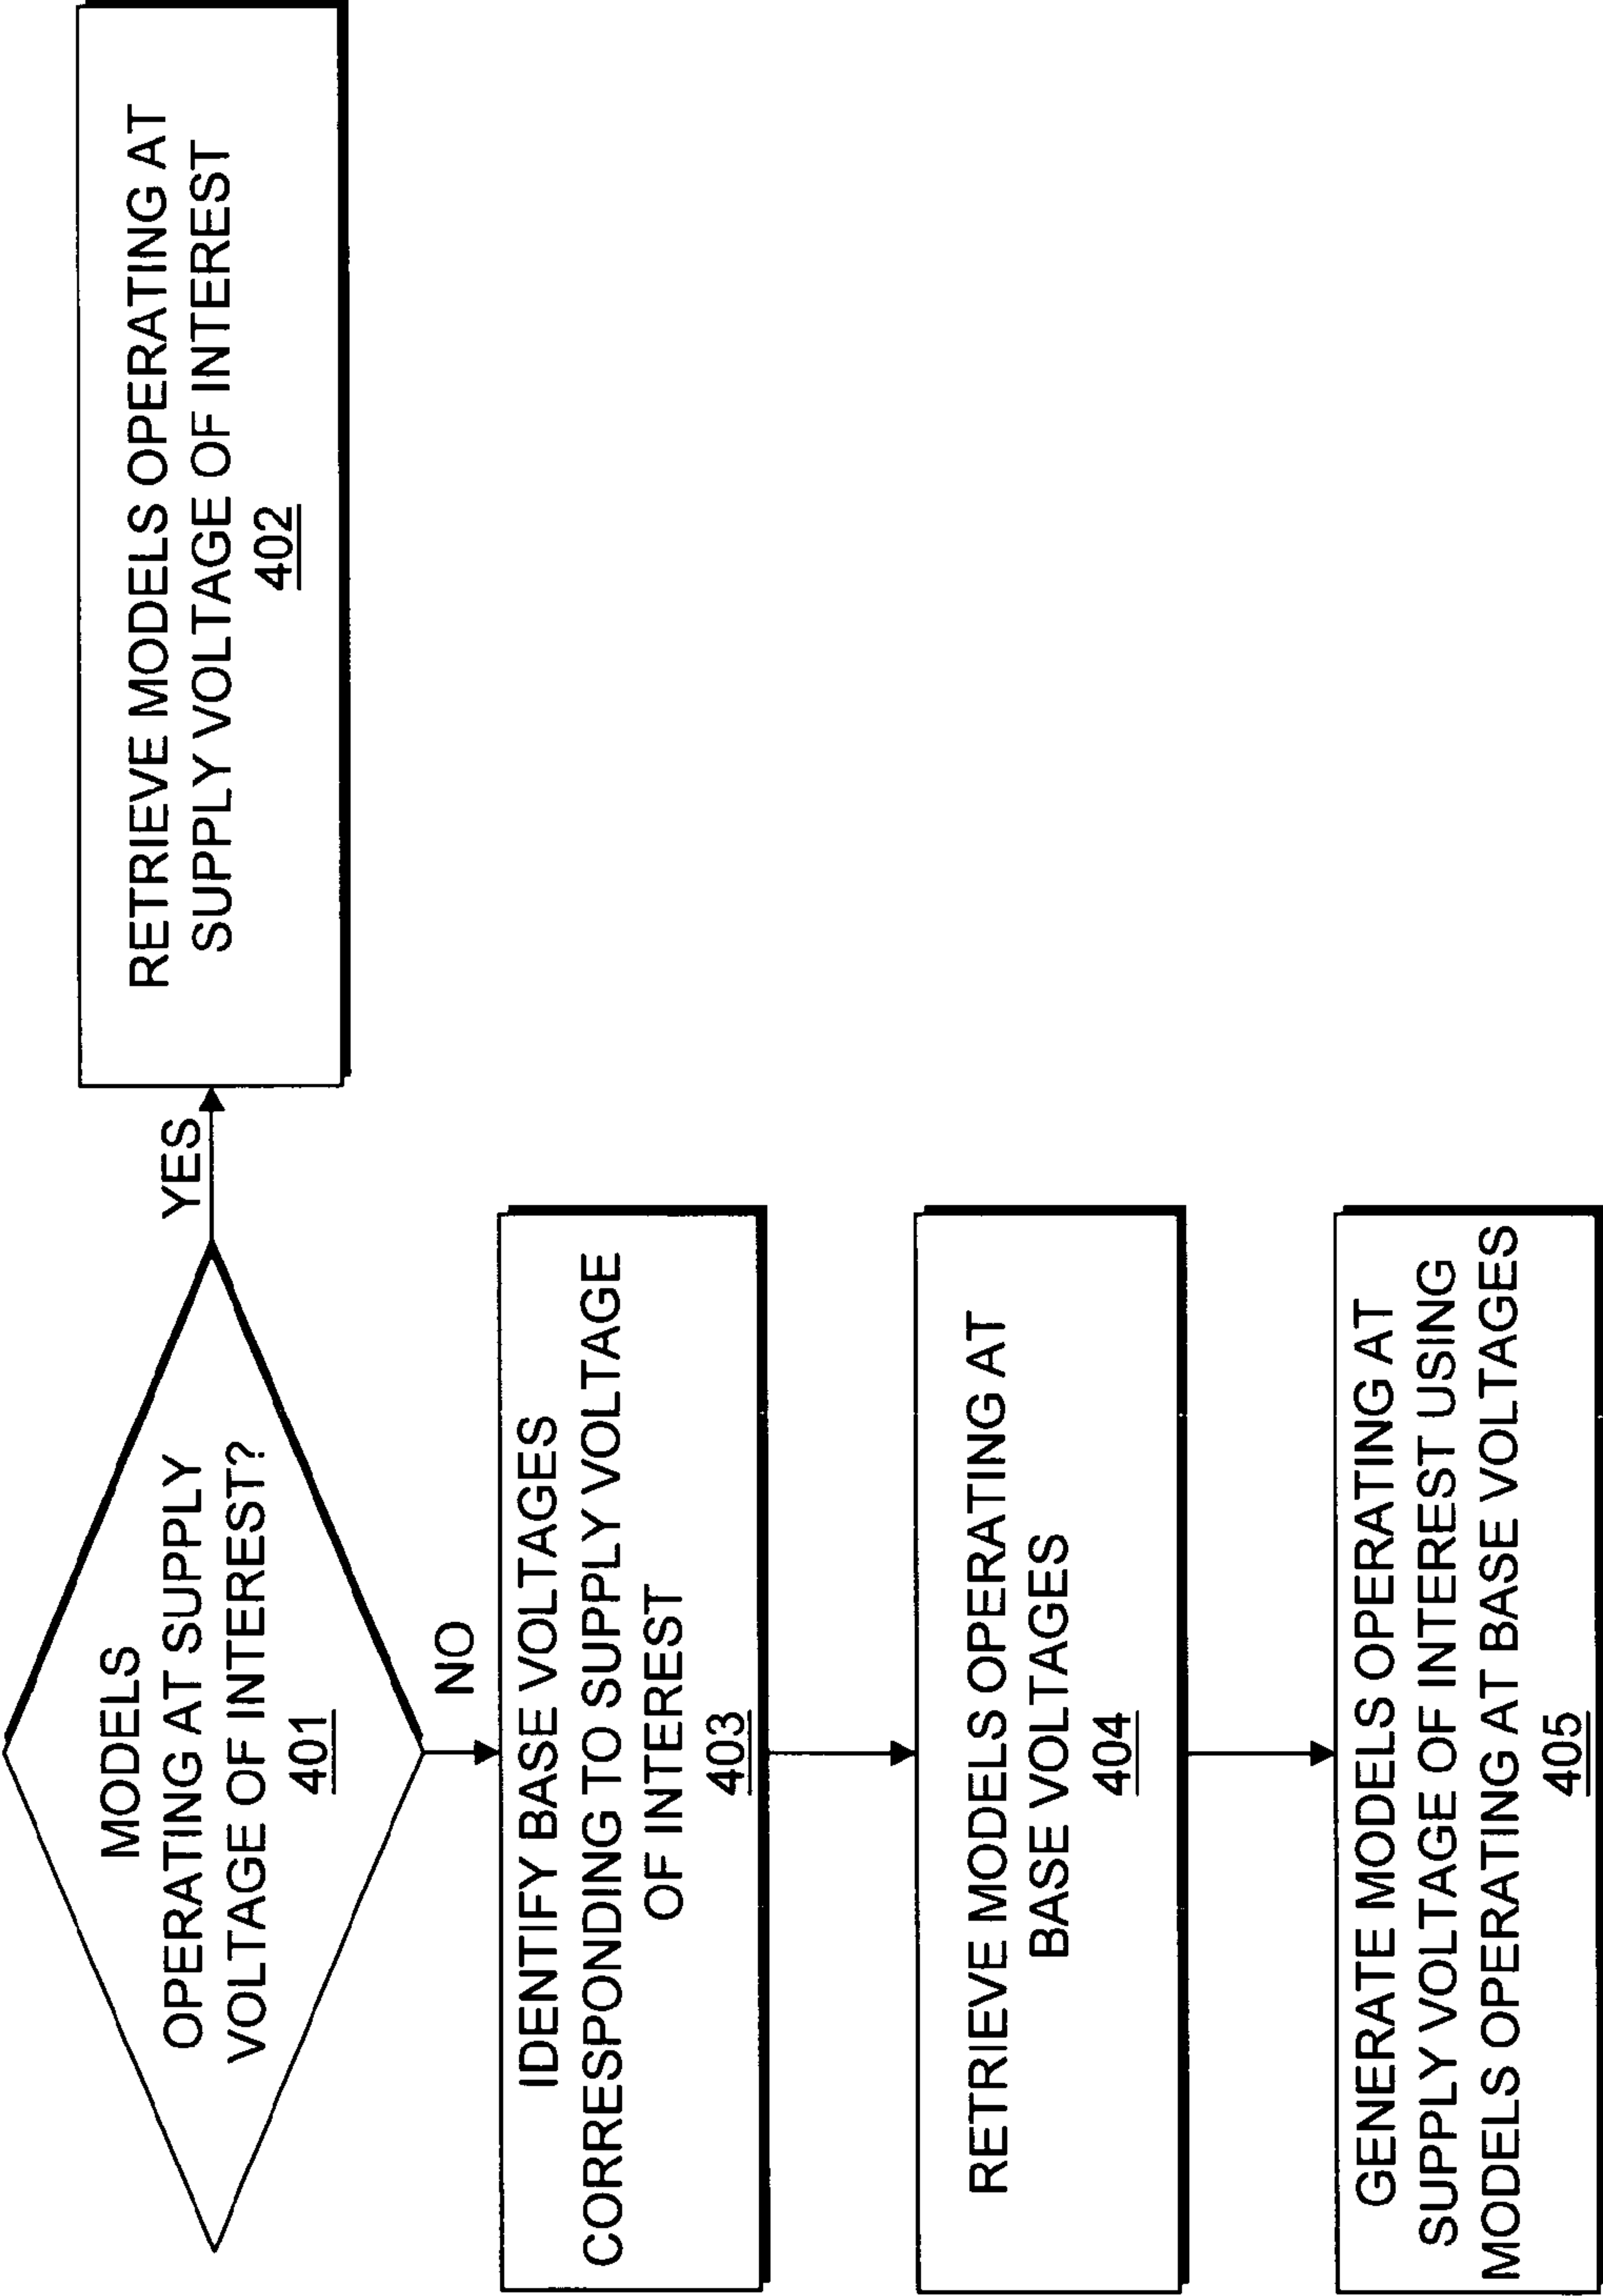 MODELS
OPERATING AT SUPPLY
VOLTAGE OF INTEREST?
401
YES
RETRIEVE MODELS OPERATING AT
SUPPLY VOLTAGE OF INTEREST
402
NO
IDENTIFY BASE VOLTAGES
CORRESPONDING TO SUPPLY VOLTAGE
OF INTEREST
403
RETRIEVE MODELS OPERATING AT
BASE VOLTAGES
404
GENERATE MODELS OPERATING AT
SUPPLY VOLTAGE OF INTEREST USING
MODELS OPERATING AT BASE VOLTAGES
405